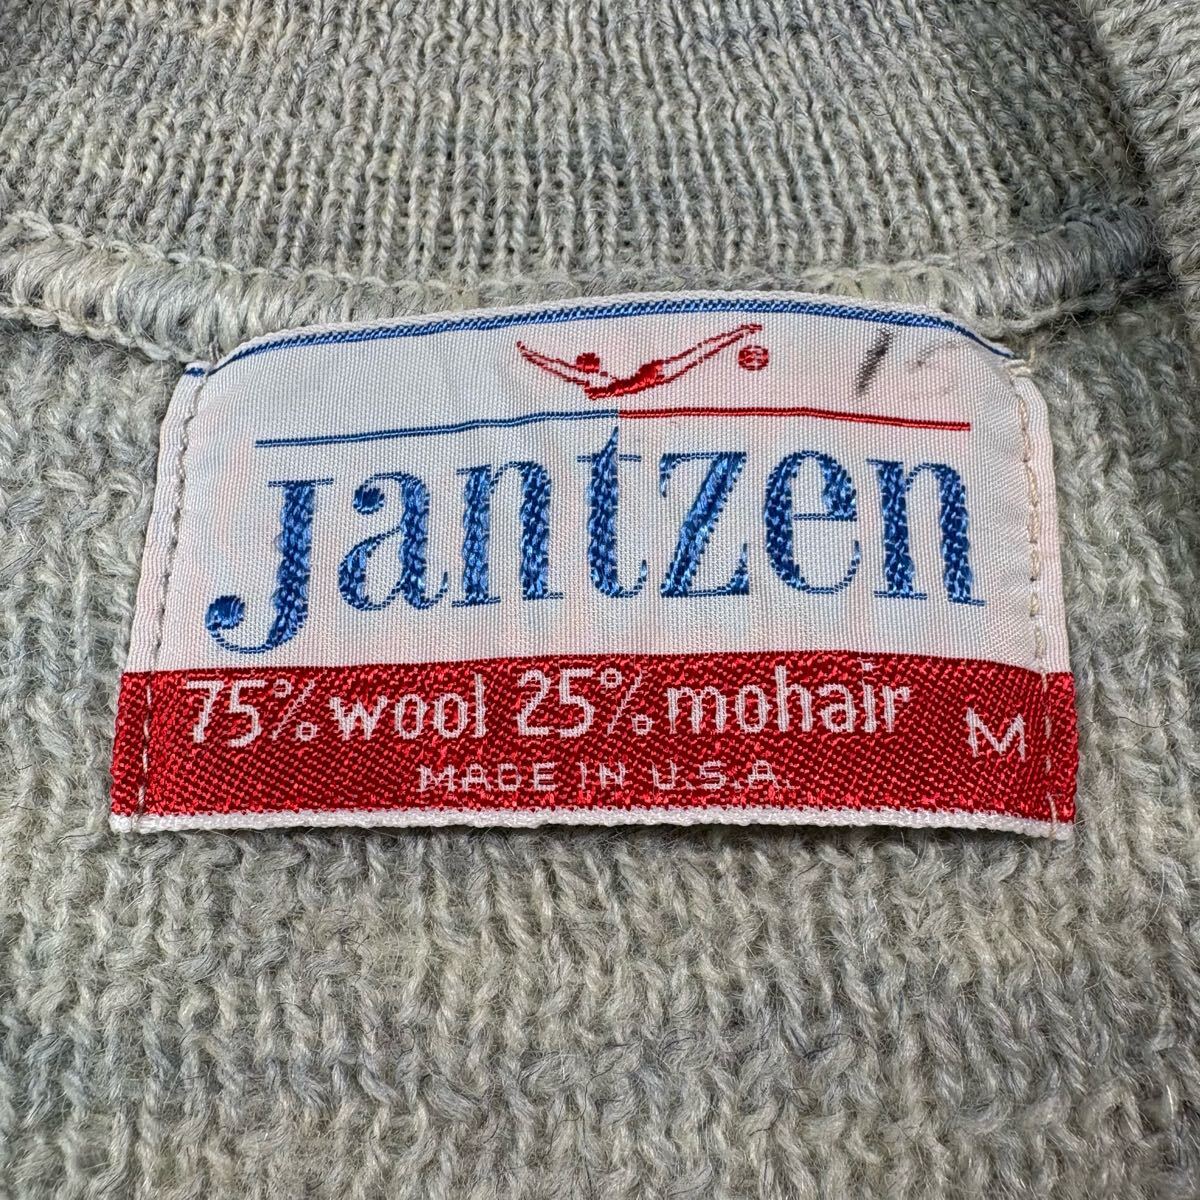 Jantzen
75% wool 25% mohair M
MADE IN U.S.A.